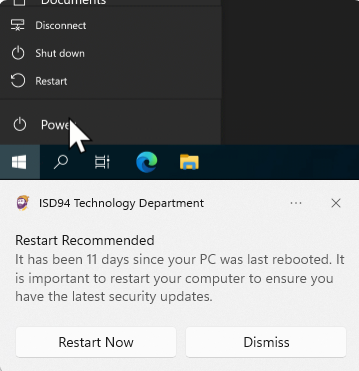 Documents
Disconnect
Shut down
Restart
Power
ISD94 Technology Department
Restart Recommended
It has been 11 days since your PC was last rebooted. It
is important to restart your computer to ensure you
have the latest security updates.
Restart Now
Dismiss